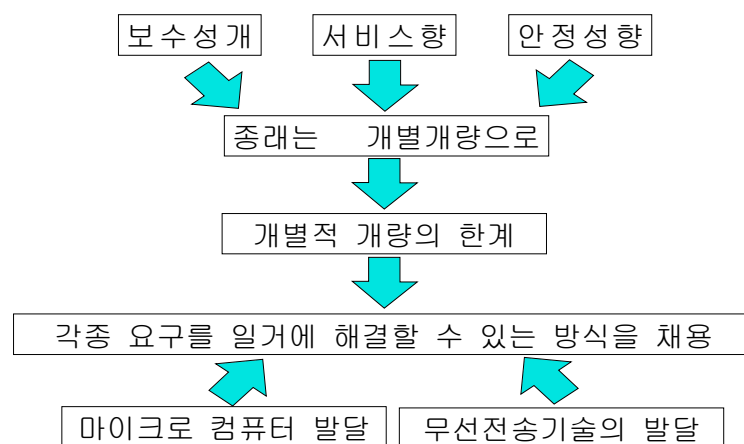 보수성개
서비스향
안정성향
종래는 개별개량으로
개별적 개량의 한계
각종 요구를 일거에 해결할 수 있는 방식을 채용
마이크로 컴퓨터 발달
무선전송기술의 발달